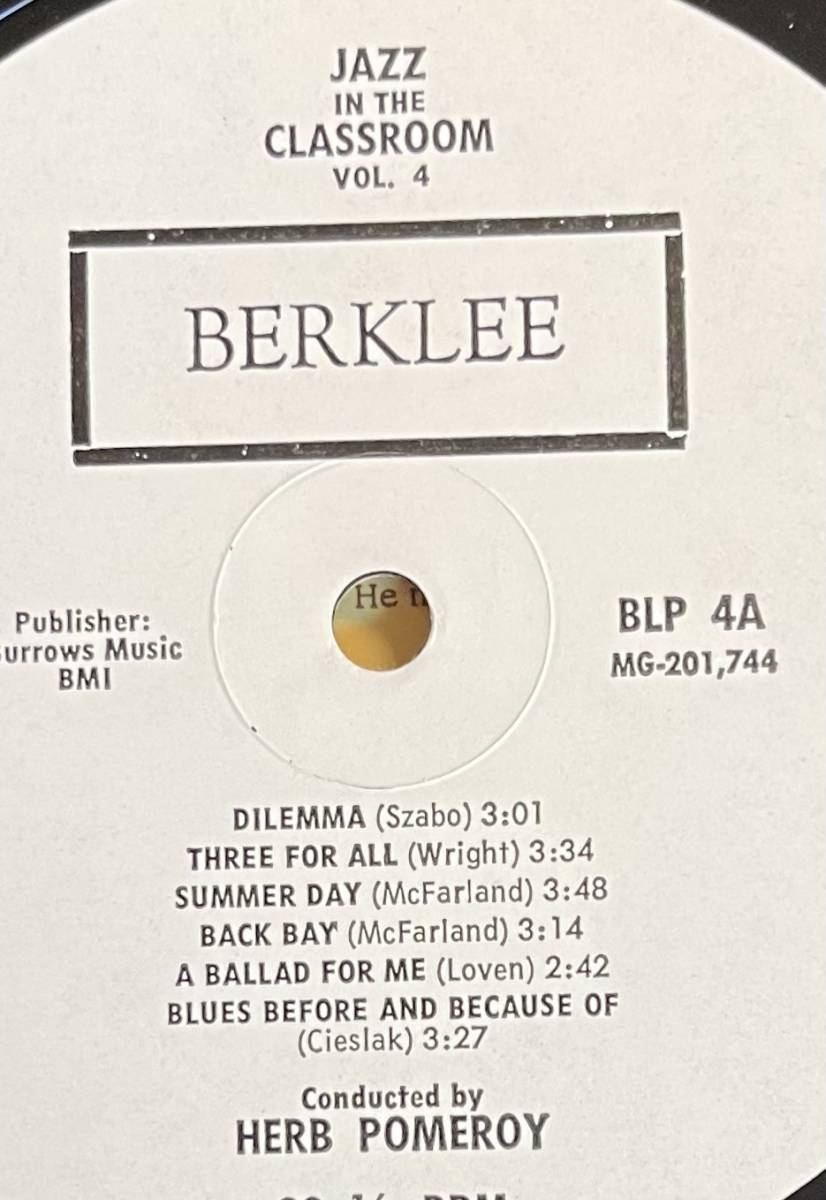 JAZZ
IN THE
CLASSROOM
VOL. 4
BERKLEE
He
Publisher:
urrows Music
BMI
BLP 4A
MG-201,744
DILEMMA (Szabo) 3:01
THREE FOR ALL (Wright) 3:34
SUMMER DAY (McFarland) 3:48
BACK BAY (McFarland) 3:14
A BALLAD FOR ME (Loven) 2:42
BLUES BEFORE AND BECAUSE OF
(Cieslak) 3:27
Conducted by
HERB POMEROY